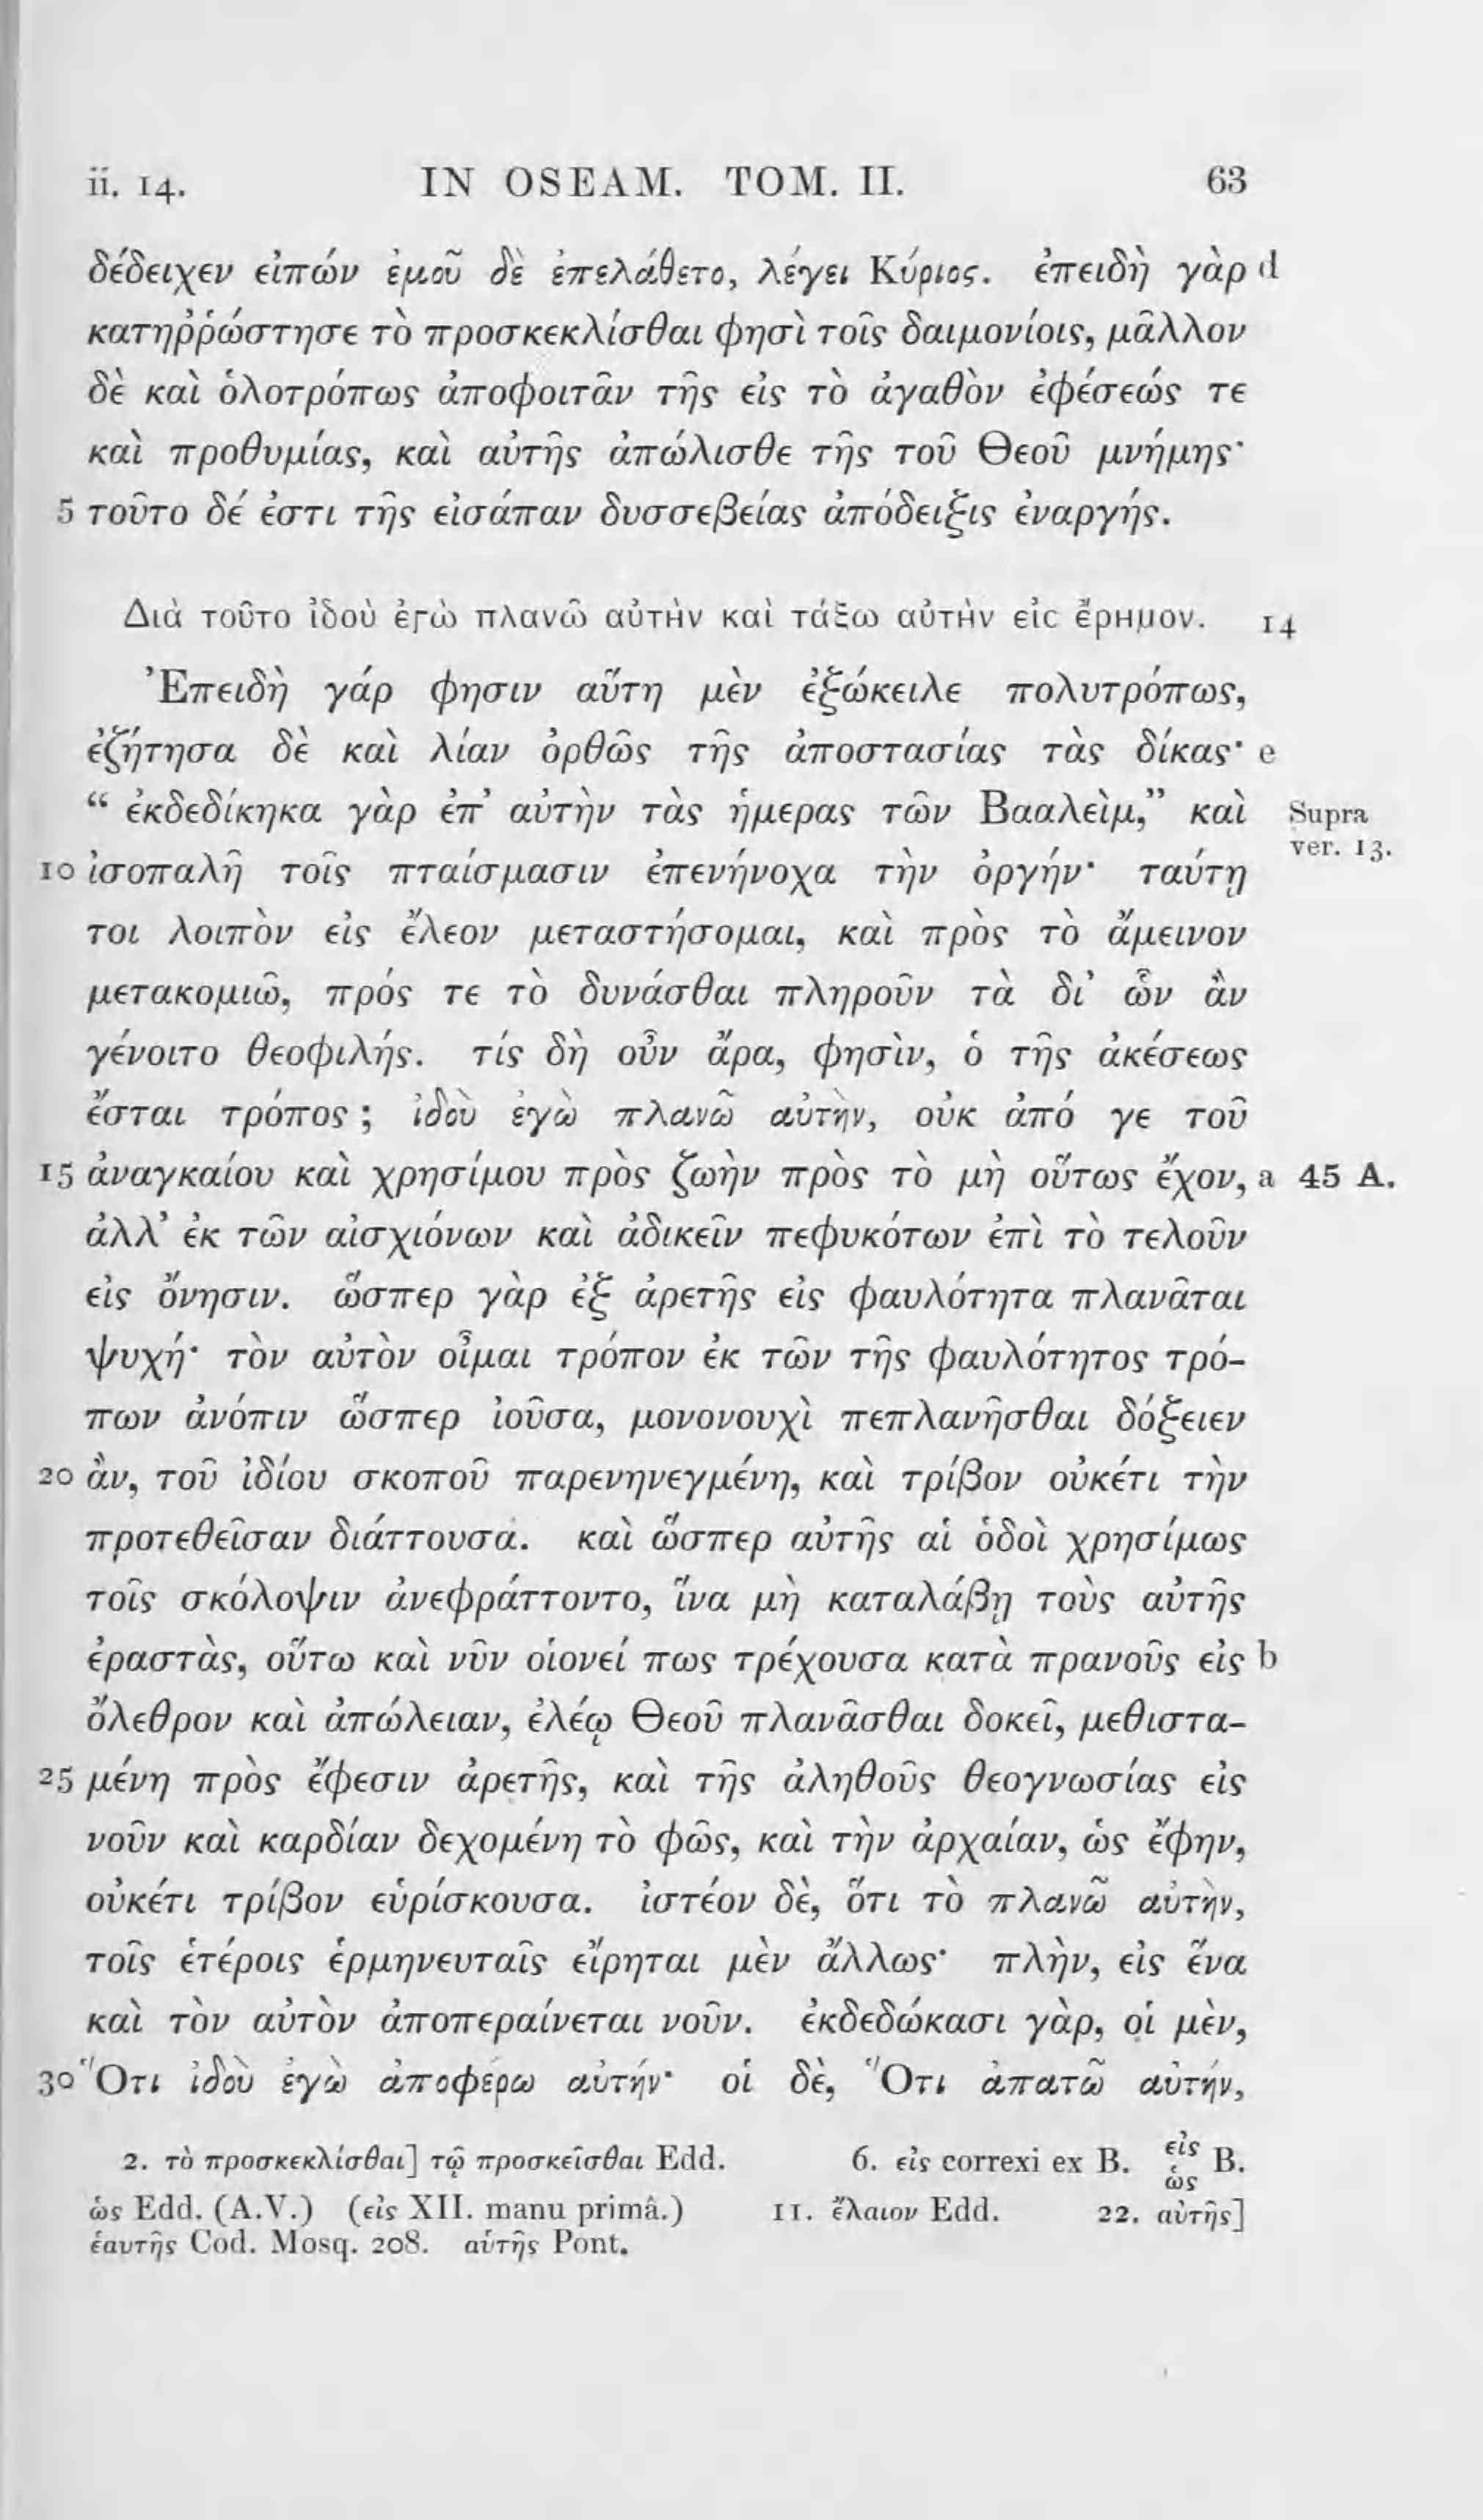 ii. 14. IN OSEAM. TOM. II. 63
δέδειχεν εἰπών ἐμοῦ δὲ ἐπελάθετο, λέγει Κύριος. ἐπειδὴ γὰρ d
κατηῤῥώστησε τὸ προσκεκλίσθαι φησὶ τοῖς δαιμονίοις, μᾶλλον
δὲ καὶ ὁλοτρόπως ἀποφοιτᾶν τῆς εἰς τὸ ἀγαθὸν ἐφέσεώς τε
καὶ προθυμίας, καὶ αὐτῆς ἀπώλισθε τῆς τοῦ Θεοῦ μνήμης·
5 τοῦτο δέ ἐστι τῆς εἰσάπαν δυσσεβείας ἀπόδειξις ἐναργής.
Διὰ τοῦτο ἰδοὺ ἐγὼ πλανῶ αὐτὴν καὶ τάξω αὐτὴν εἰς ἔρημον. 14
Ἐπειδὴ γάρ φησιν αὕτη μὲν ἐξώκειλε πολυτρόπως,
ἐζήτησα δὲ καὶ λίαν ὀρθῶς τῆς ἀποστασίας τὰς δίκας· e
“ ἐκδεδίκηκα γὰρ ἐπ’ αὐτὴν τὰς ἡμερας τῶν Βααλεὶμ,” καὶ Supra
ver. 13.
10 ἰσοπαλῆ τοῖς πταίσμασιν ἐπενήνοχα τὴν ὀργήν· ταύτῃ
τοι λοιπὸν εἰς ἔλεον μεταστήσομαι, καὶ πρὸς τὸ ἄμεινον
μετακομιῶ, πρός τε τὸ δυνάσθαι πληροῦν τὰ δι’ ὧν ἂν
γένοιτο θεοφιλής. τίς δὴ οὖν ἄρα, φησὶν, ὁ τῆς ἀκέσεως
ἔσται τρόπος ; ἰδοὺ ἐγὼ πλανῶ αὐτὴν, οὐκ ἀπό γε τοῦ
15 ἀναγκαίου καὶ χρησίμου πρὸς ζωὴν πρὸς τὸ μὴ οὕτως ἔχον, a 45 A.
ἀλλ’ ἐκ τῶν αἰσχιόνων καὶ ἀδικεῖν πεφυκότων ἐπὶ τὸ τελοῦν
εἰς ὄνησιν. ὥσπερ γὰρ ἐξ ἀρετῆς εἰς φαυλότητα πλανᾶται
ψυχή· τὸν αὐτὸν οἶμαι τρόπον ἐκ τῶν τῆς φαυλότητος τρό-
πων ἀνόπιν ὥσπερ ἰοῦσα, μονονουχὶ πεπλανῆσθαι δόξειεν
20 ἂν, τοῦ ἰδίου σκοποῦ παρενηνεγμένη, καὶ τρίβον οὐκέτι τὴν
προτεθεῖσαν διάττουσα. καὶ ὥσπερ αὐτῆς αἱ ὁδοὶ χρησίμως
τοῖς σκόλοψιν ἀνεφράττοντο, ἵνα μὴ καταλάβῃ τοὺς αὐτῆς
ἐραστὰς, οὕτω καὶ νῦν οἱονεί πως τρέχουσα κατὰ πρανοῦς εἰς b
ὄλεθρον καὶ ἀπώλειαν, ἐλέῳ Θεοῦ πλανᾶσθαι δοκεῖ, μεθιστα-
25 μένη πρὸς ἔφεσιν ἀρετῆς, καὶ τῆς ἀληθοῦς θεογνωσίας εἰς
νοῦν καὶ καρδίαν δεχομένη τὸ φῶς, καὶ τὴν ἀρχαίαν, ὡς ἔφην,
οὐκέτι τρίβον εὑρίσκουσα. ἰστέον δὲ, ὅτι τὸ πλανῶ αὐτὴν,
τοῖς ἑτέροις ἑρμηνευταῖς εἴρηται μὲν ἄλλως· πλὴν, εἰς ἕνα
καὶ τὸν αὐτὸν ἀποπεραίνεται νοῦν. ἐκδεδώκασι γὰρ, οἱ μὲν,
30 Ὅτι ἰδοὺ ἐγὼ ἀποφέρω αὐτήν· οἱ δὲ, Ὅτι ἀπατῶ αὐτήν,
2. τὸ προσκεκλίσθαι] τῷ προσκεῖσθαι Edd. 6. εἰς correxi ex B. εἰς ὡς B.
ὡς Edd. (A.V.) (εἰς XII. manu primâ.) 11. ἔλαιον Edd. 22. αὐτῆς]
ἑαυτῆς Cod. Mosq. 208. αὑτῆς Pont.